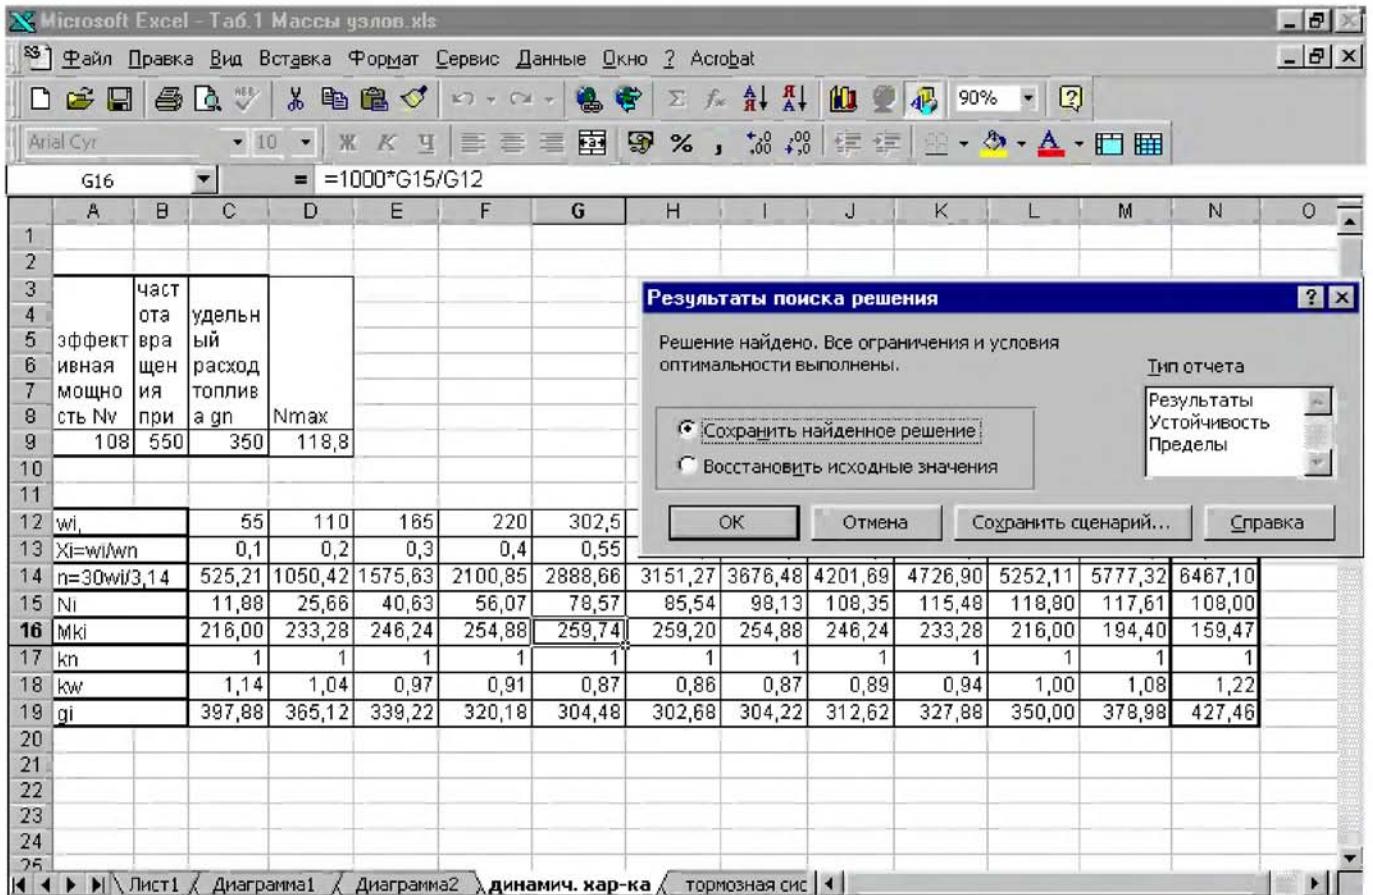 Microsoft Excel - Таб.1 Массы узлов.xls
Файл Правка Вид Вставка Формат Сервис Данные Окно ? Acrobat
90%
Arial Cyr 10 Ж К Ч % ,
G16 = =1000*G15/G12
A B C D E F G H I J K L M N O
1
2
3 част
4 ота удельн
5 эффект вра ый
6 ивная щен расход
7 мощно ия топлив
8 сть Nv при а gn Nmax
9 108 550 350 118,8
10
11
Результаты поиска решения
Решение найдено. Все ограничения и условия
оптимальности выполнены.
Тип отчета
Результаты
Устойчивость
Пределы
Сохранить найденное решение
Восстановить исходные значения
OK Отмена Сохранить сценарий... Справка
12 wi, 55 110 165 220 302,5
13 Xi=wi/wn 0,1 0,2 0,3 0,4 0,55
14 n=30wi/3,14 525,21 1050,42 1575,63 2100,85 2888,66 3151,27 3676,48 4201,69 4726,90 5252,11 5777,32 6467,10
15 Ni 11,88 25,66 40,63 56,07 78,57 85,54 98,13 108,35 115,48 118,80 117,61 108,00
16 Mki 216,00 233,28 246,24 254,88 259,74 259,20 254,88 246,24 233,28 216,00 194,40 159,47
17 kn 1 1 1 1 1 1 1 1 1 1 1 1
18 kw 1,14 1,04 0,97 0,91 0,87 0,86 0,87 0,89 0,94 1,00 1,08 1,22
19 gi 397,88 365,12 339,22 320,18 304,48 302,68 304,22 312,62 327,88 350,00 378,98 427,46
20
21
22
23
24
25
Лист1 Диаграмма1 Диаграмма2 динамич. хар-ка тормозная сис